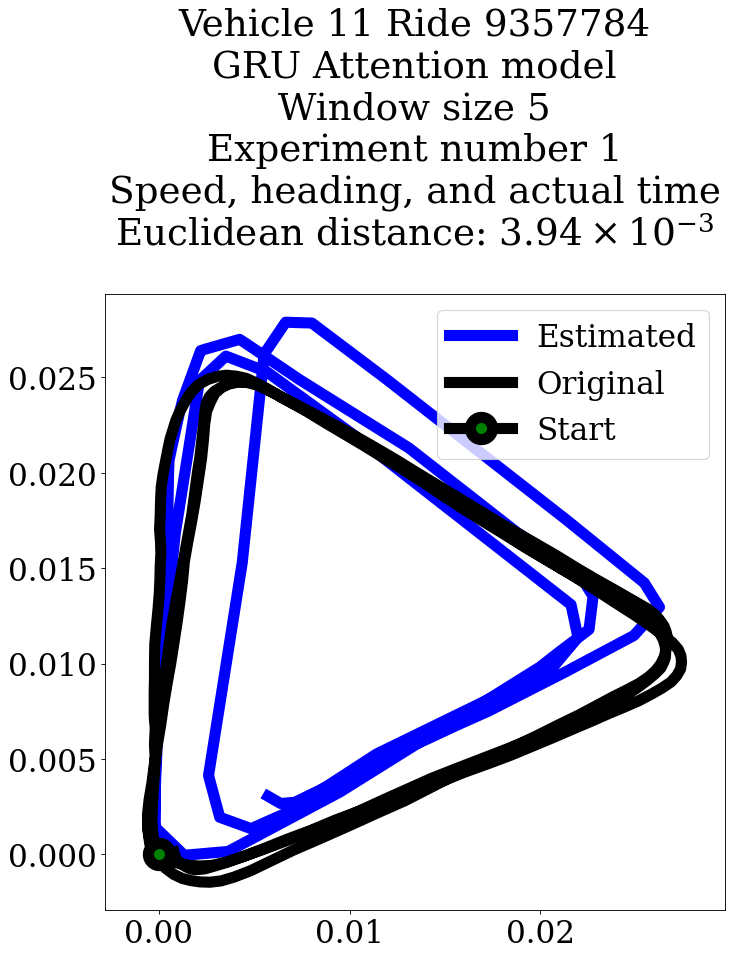 Vehicle 11 Ride 9357784
GRU Attention model
Window size 5
Experiment number 1
Speed, heading, and actual time
Euclidean distance: 3.94 × 10⁻³
Estimated
Original
Start
0.025
0.020
0.015
0.010
0.005
0.000
0.00 0.01 0.02